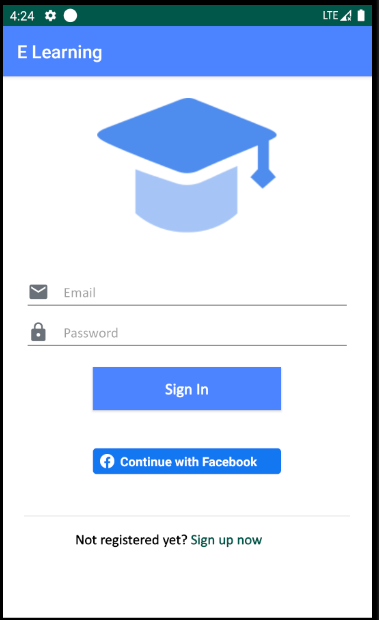 4:24 LTE
E Learning
Email
Password
Sign In
Continue with Facebook
Not registered yet? Sign up now